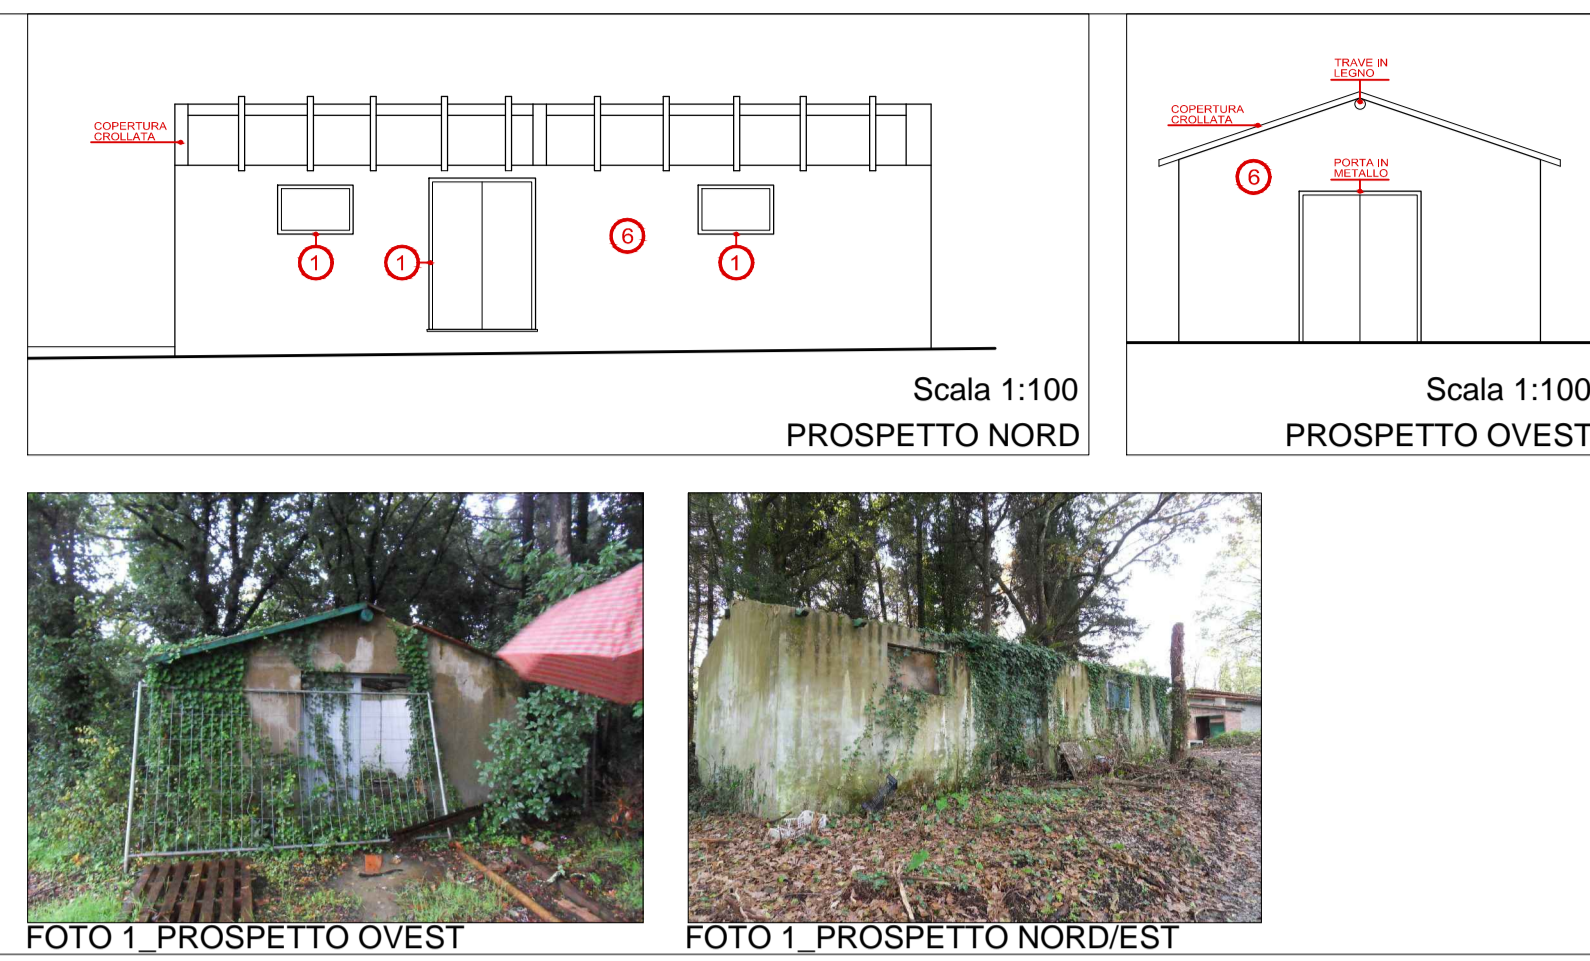 COPERTURA
CROLLATA
1
1
6
1
Scala 1:100
PROSPETTO NORD
TRAVE IN
LEGNO
COPERTURA
CROLLATA
6
PORTA IN
METALLO
Scala 1:100
PROSPETTO OVEST
FOTO 1_PROSPETTO OVEST
FOTO 1_PROSPETTO NORD/EST